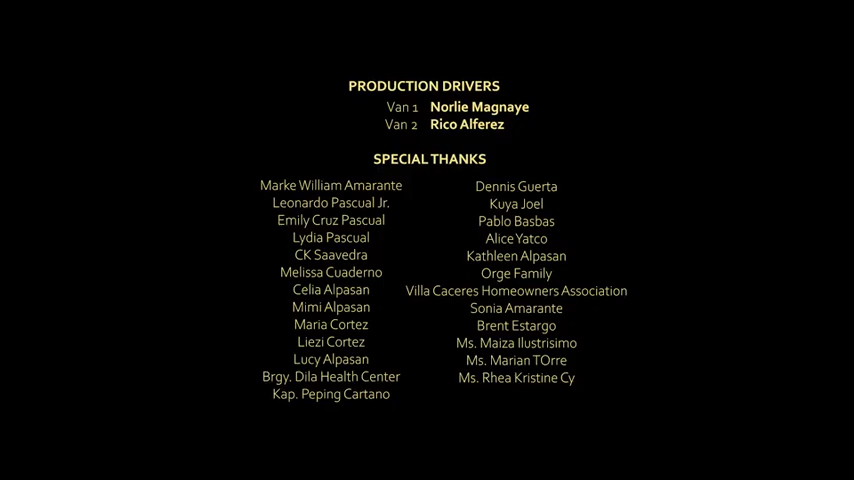 PRODUCTION DRIVERS
Van 1 Norlie Magnaye
Van 2 Rico Alferez
SPECIAL THANKS
Marke William Amarante
Leonardo Pascual Jr.
Emily Cruz Pascual
Lydia Pascual
CK Saavedra
Melissa Cuaderno
Celia Alpasan
Mimi Alpasan
Maria Cortez
Liezi Cortez
Lucy Alpasan
Brgy. Dila Health Center
Kap. Peping Cartano
Dennis Guerta
Kuya Joel
Pablo Basbas
Alice Yatco
Kathleen Alpasan
Orge Family
Villa Caceres Homeowners Association
Sonia Amarante
Brent Estargo
Ms. Maiza Ilustrisimo
Ms. Marian TOrre
Ms. Rhea Kristine Cy